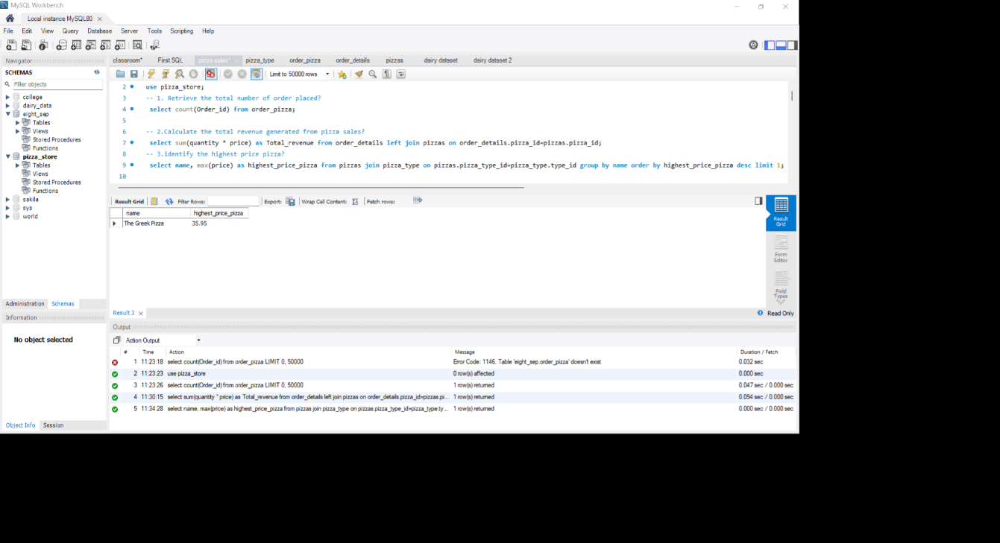 MySQL Workbench
Local instance MySQL80
File Edit View Query Database Server Tools Scripting Help
Navigator
SCHEMAS
Filter objects
college
dairy_data
eight_sep
Tables
Views
Stored Procedures
Functions
pizza_store
Tables
Views
Stored Procedures
Functions
sakila
sys
world
Administration Schemas
Information
No object selected
Object Info Session
classroom* First SQL pizza sales* pizza_type order_pizza order_details pizzas dairy dataset dairy dataset 2
Limit to 50000 rows
2 use pizza_store;
3 -- 1. Retrieve the total number of order placed?
4 select count(Order_id) from order_pizza;
5
6 -- 2.Calculate the total revenue generated from pizza sales?
7 select sum(quantity * price) as Total_revenue from order_details left join pizzas on order_details.pizza_id=pizzas.pizza_id;
8 -- 3.identify the highest price pizza?
9 select name, max(price) as highest_price_pizza from pizzas join pizza_type on pizzas.pizza_type_id=pizza_type.type_id group by name order by highest_price_pizza desc limit 1;
10
Result Grid Filter Rows: Export: Wrap Cell Content: Fetch rows:
name highest_price_pizza
The Greek Pizza 35.95
Result
Grid
Form
Editor
Field
Types
Result 3
Read Only
Output
Action Output
# Time Action Message Duration / Fetch
1 11:23:18 select count(Order_id) from order_pizza LIMIT 0, 50000 Error Code: 1146. Table 'eight_sep.order_pizza' doesn't exist 0.032 sec
2 11:23:23 use pizza_store 0 row(s) affected 0.000 sec
3 11:23:26 select count(Order_id) from order_pizza LIMIT 0, 50000 1 row(s) returned 0.047 sec / 0.000 sec
4 11:30:15 select sum(quantity * price) as Total_revenue from order_details left join pizzas on order_details.pizza_id=pizzas.pi... 1 row(s) returned 0.094 sec / 0.000 sec
5 11:34:28 select name, max(price) as highest_price_pizza from pizzas join pizza_type on pizzas.pizza_type_id=pizza_type.ty... 1 row(s) returned 0.000 sec / 0.000 sec